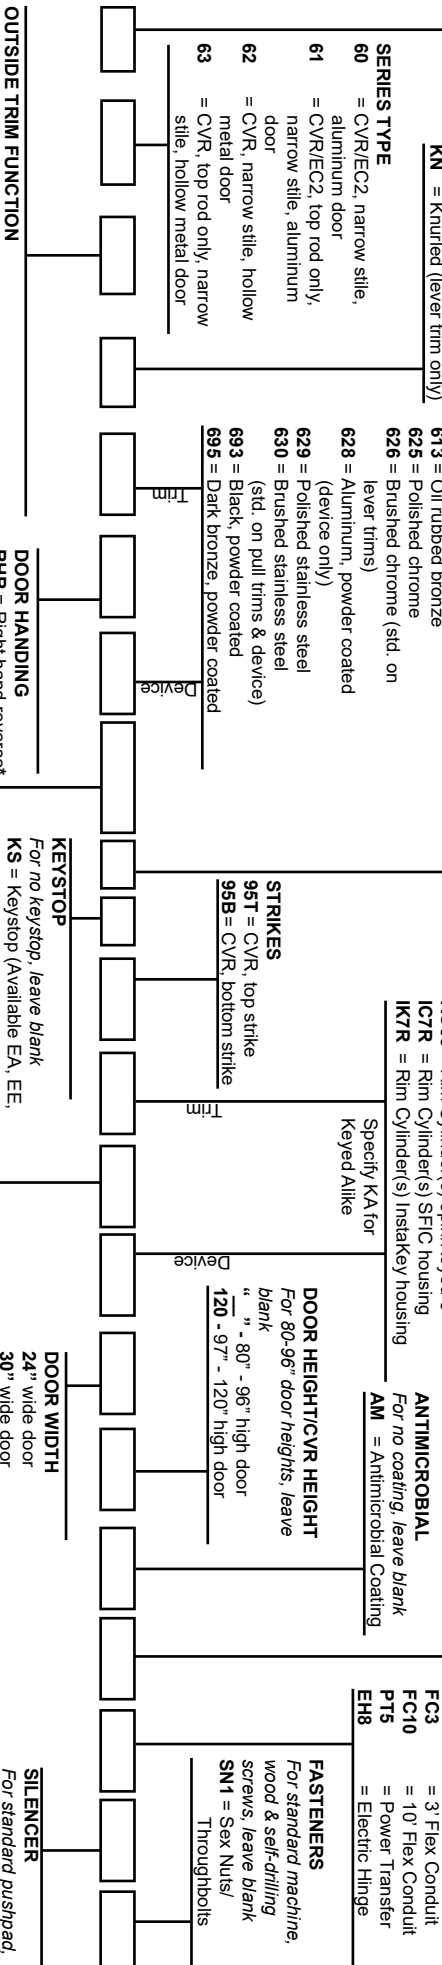 KN = Knurled (lever trim only)
SERIES TYPE
60 = CVR/EC2, narrow stile,
aluminum door
61 = CVR/EC2, top rod only,
narrow stile, aluminum
door
62 = CVR, narrow stile, hollow
metal door
63 = CVR, top rod only, narrow
stile, hollow metal door
OUTSIDE TRIM FUNCTION
613 = Oil rubbed bronze
625 = Polished chrome
626 = Brushed chrome (std. on
lever trims)
628 = Aluminum, powder coated
(device only)
629 = Polished stainless steel
630 = Brushed stainless steel
(std. on pull trims & device)
693 = Black, powder coated
695 = Dark bronze, powder coated
Trim
Device
DOOR HANDING
RHR = Right hand reverse*
STRIKES
95T = CVR, top strike
95B = CVR, bottom strike
KEYSTOP
For no keystop, leave blank
KS = Keystop (Available EA, EE,
IC7R = Rim Cylinder(s) SFIC housing
IK7R = Rim Cylinder(s) InstaKey housing
Specify KA for
Keyed Alike
Trim
Device
DOOR HEIGHT/CVR HEIGHT
For 80-96” door heights, leave
blank
“__” - 80” - 96” high door
120 - 97” - 120” high door
DOOR WIDTH
24” wide door
30” wide door
ANTIMICROBIAL
For no coating, leave blank
AM = Antimicrobial Coating
FC3 = 3’ Flex Conduit
FC10 = 10’ Flex Conduit
PT5 = Power Transfer
EH8 = Electric Hinge
FASTENERS
For standard machine,
wood & self-drilling
screws, leave blank
SN1 = Sex Nuts/
Throughbolts
SILENCER
For standard pushpad,